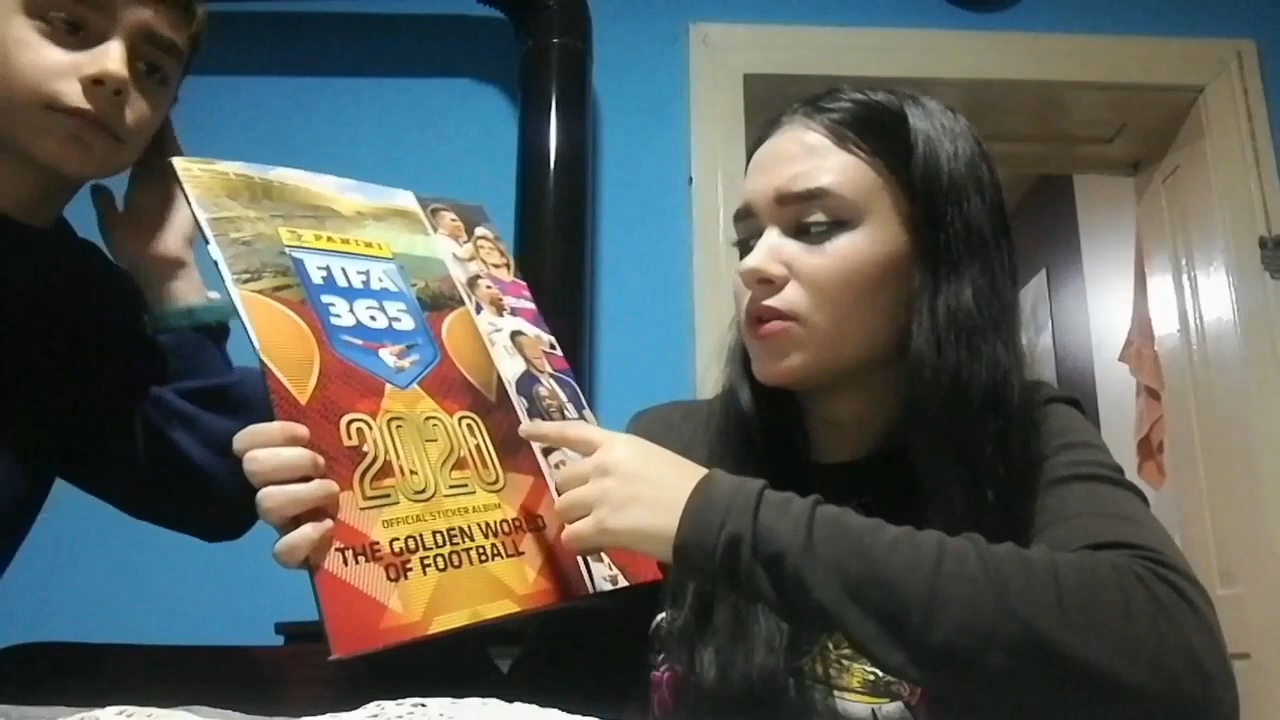 PANINI
FIFA
365
2020
OFFICIAL STICKER ALBUM
THE GOLDEN WORLD
OF FOOTBALL